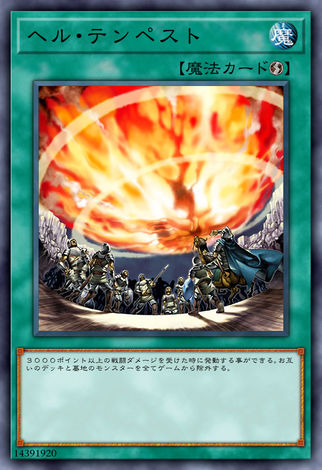 ヘル・テンペスト
魔
【魔法カード】
3000ポイント以上の戦闘ダメージを受けた時に発動する事ができる。お互
いのデッキと墓地のモンスターを全てゲームから除外する。
14391920